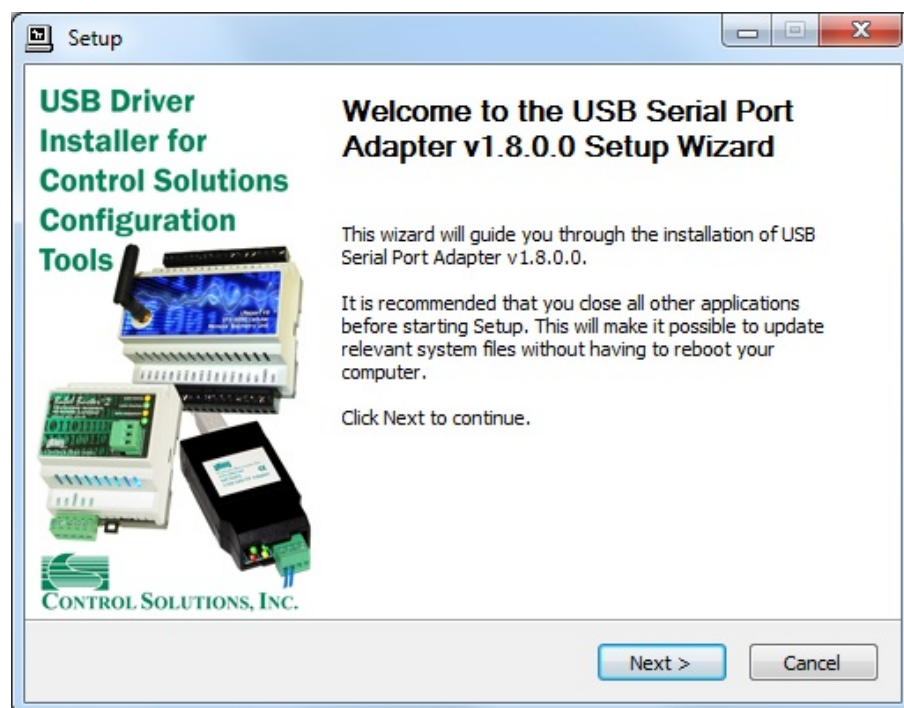 Setup
USB Driver
Installer for
Control Solutions
Configuration
Tools
CONTROL SOLUTIONS, INC.
Welcome to the USB Serial Port
Adapter v1.8.0.0 Setup Wizard
This wizard will guide you through the installation of USB
Serial Port Adapter v1.8.0.0.
It is recommended that you close all other applications
before starting Setup. This will make it possible to update
relevant system files without having to reboot your
computer.
Click Next to continue.
Next >
Cancel